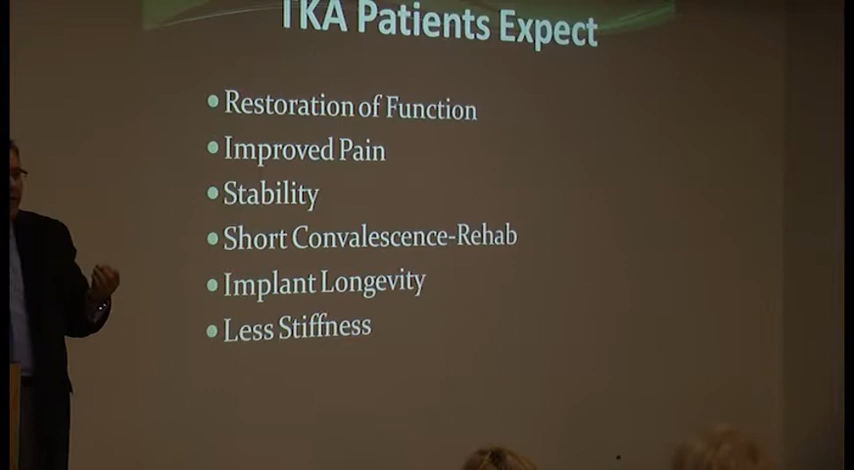 TKA Patients Expect
Restoration of Function
Improved Pain
Stability
Short Convalescence-Rehab
Implant Longevity
Less Stiffness